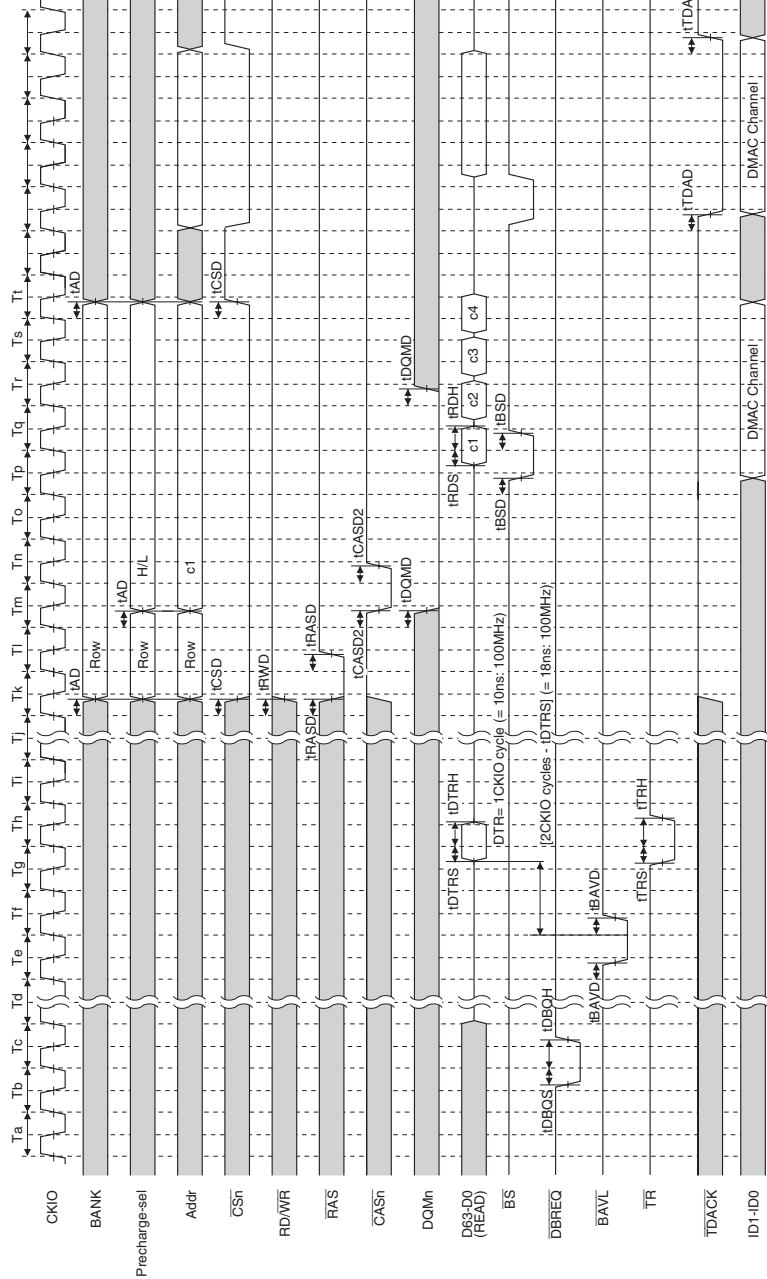 Ta Tb Tc Td Te Tf Tg Th Ti Tj Tk Tl Tm Tn To Tp Tq Tr Ts Tt
CKIO
BANK
tAD
Row
tAD
Precharge-sel
Row
tAD
H/L
Addr
Row
c1
CSn
tCSD
tCSD
RD/WR
tRWD
RAS
tRASD
tRASD
CASn
tCASD2
tCASD2
DQMn
tDQMD
tDQMD
D63-D0
(READ)
tDTRS
tDTRH
tRDS
tRDH
c1
c2
c3
c4
DTR= 1CKIO cycle (= 10ns: 100MHz)
BS
tBSD
tBSD
DBREQ
tDBQS
tDBQH
[2CKIO cycles - tDTRS] (= 18ns: 100MHz)
BAVL
tBAVD
tBAVD
TR
tTRS
tTRH
TDACK
tTDAD
tTDA
ID1-ID0
DMAC Channel
DMAC Channel